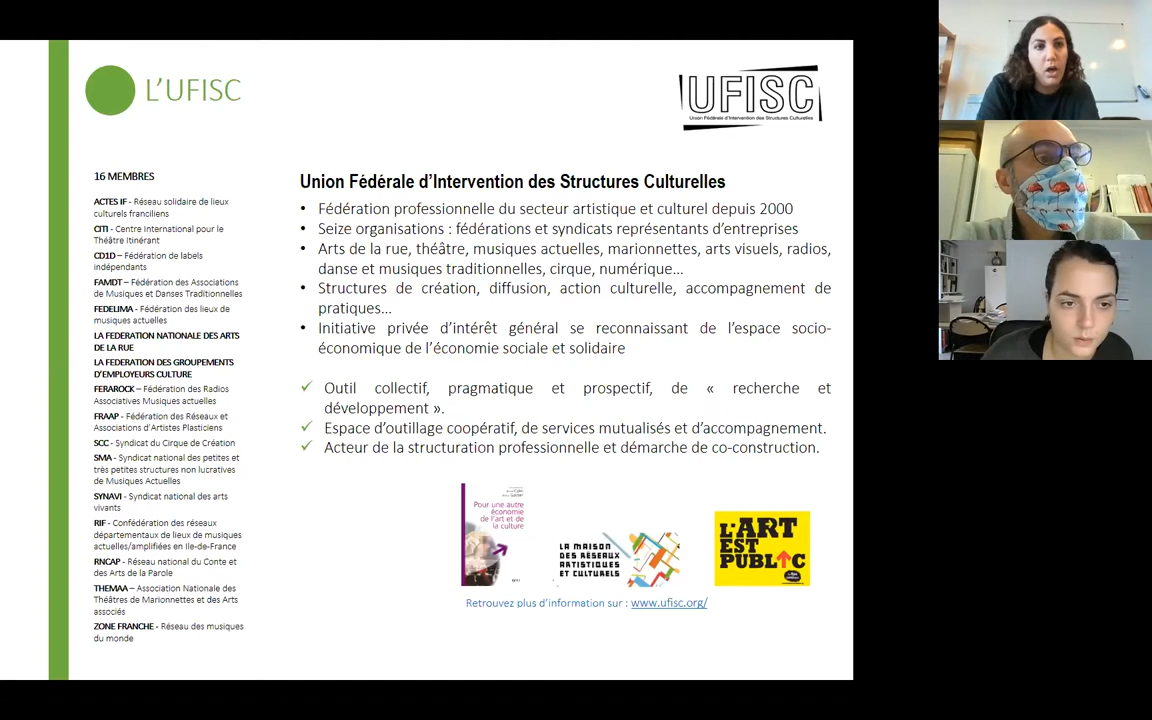 L'UFISC
UFISC
Union Fédérale d'Intervention des Structures Culturelles
16 MEMBRES
ACTES IF - Réseau solidaire de lieux
culturels franciliens
CITI - Centre International pour le
Théâtre Itinérant
CD1D – Fédération de labels
indépendants
FAMDT – Fédération des Associations
de Musiques et Danses Traditionnelles
FEDELIMA - Fédération des lieux de
musiques actuelles
LA FEDERATION NATIONALE DES ARTS
DE LA RUE
LA FEDERATION DES GROUPEMENTS
D'EMPLOYEURS CULTURE
FERAROCK – Fédération des Radios
Associatives Musiques actuelles
FRAAP - Fédération des Réseaux et
Associations d'Artistes Plasticiens
SCC - Syndicat du Cirque de Création
SMA - Syndicat national des petites et
très petites structures non lucratives
de Musiques Actuelles
SYNAVI - Syndicat national des arts
vivants
RIF - Confédération des réseaux
départementaux de lieux de musiques
actuelles/amplifiées en Ile-de-France
RNCAP - Réseau national du Conte et
des Arts de la Parole
THEMAA – Association Nationale des
Théâtres de Marionnettes et des Arts
associés
ZONE FRANCHE - Réseau des musiques
du monde
Union Fédérale d'Intervention des Structures Culturelles
• Fédération professionnelle du secteur artistique et culturel depuis 2000
• Seize organisations : fédérations et syndicats représentants d'entreprises
• Arts de la rue, théâtre, musiques actuelles, marionnettes, arts visuels, radios,
danse et musiques traditionnelles, cirque, numérique...
• Structures de création, diffusion, action culturelle, accompagnement de
pratiques...
• Initiative privée d'intérêt général se reconnaissant de l'espace socio-
économique de l'économie sociale et solidaire
✓ Outil collectif, pragmatique et prospectif, de « recherche et
développement ».
✓ Espace d'outillage coopératif, de services mutualisés et d'accompagnement.
✓ Acteur de la structuration professionnelle et démarche de co-construction.
Pour une autre
économie
de l'art et de
la culture
LA MAISON
DES RÉSEAUX
ARTISTIQUES
ET CULTURELS
L'ART
EST
PUBLIC
Retrouvez plus d'information sur : www.ufisc.org/